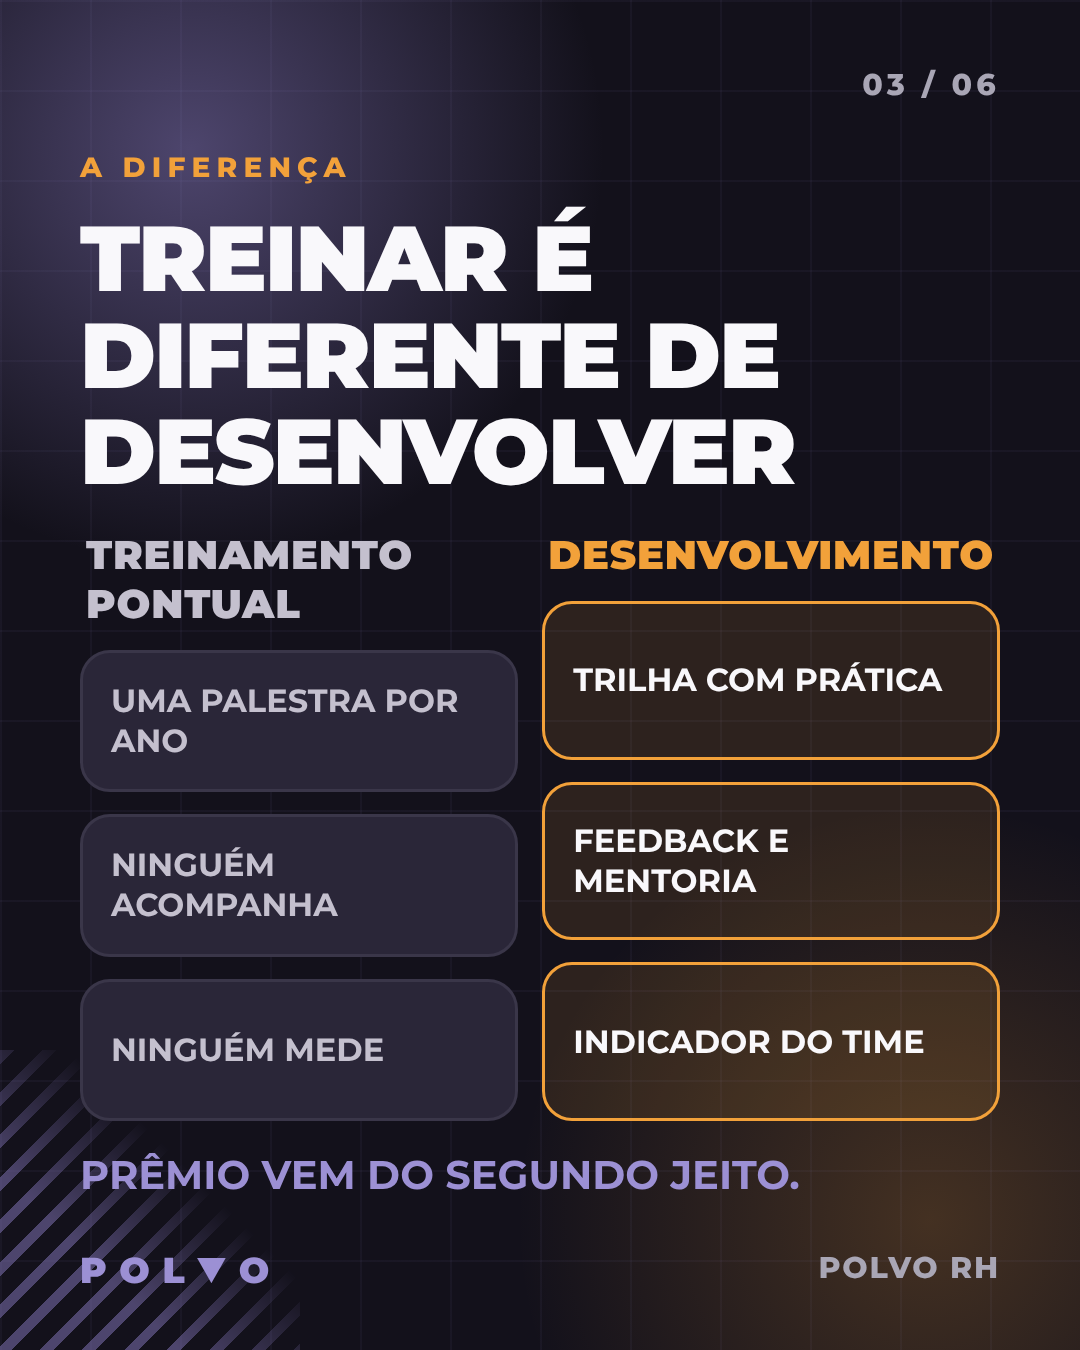 03 / 06
A DIFERENÇA
TREINAR É
DIFERENTE DE
DESENVOLVER
TREINAMENTO
PONTUAL
UMA PALESTRA POR
ANO
NINGUÉM
ACOMPANHA
NINGUÉM MEDE
DESENVOLVIMENTO
TRILHA COM PRÁTICA
FEEDBACK E
MENTORIA
INDICADOR DO TIME
PRÊMIO VEM DO SEGUNDO JEITO.
POL▼O
POLVO RH